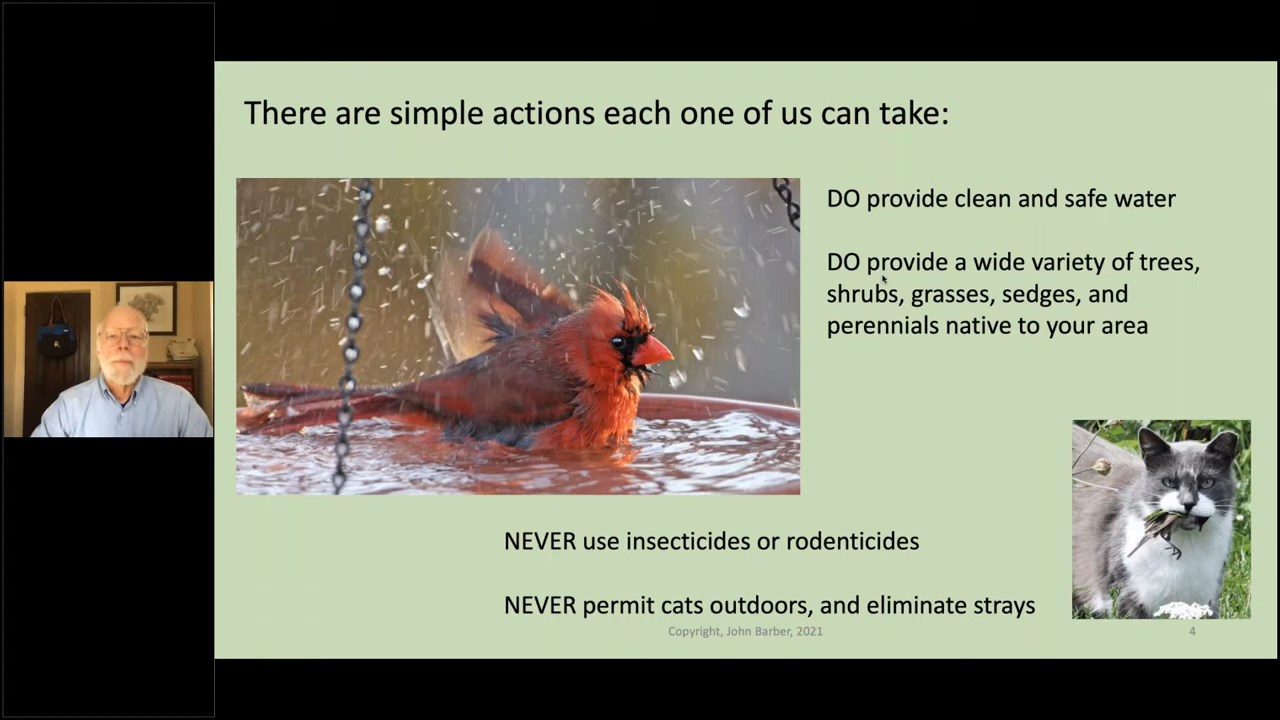 There are simple actions each one of us can take:
DO provide clean and safe water
DO provide a wide variety of trees,
shrubs, grasses, sedges, and
perennials native to your area
NEVER use insecticides or rodenticides
NEVER permit cats outdoors, and eliminate strays
Copyright, John Barber, 2021
4